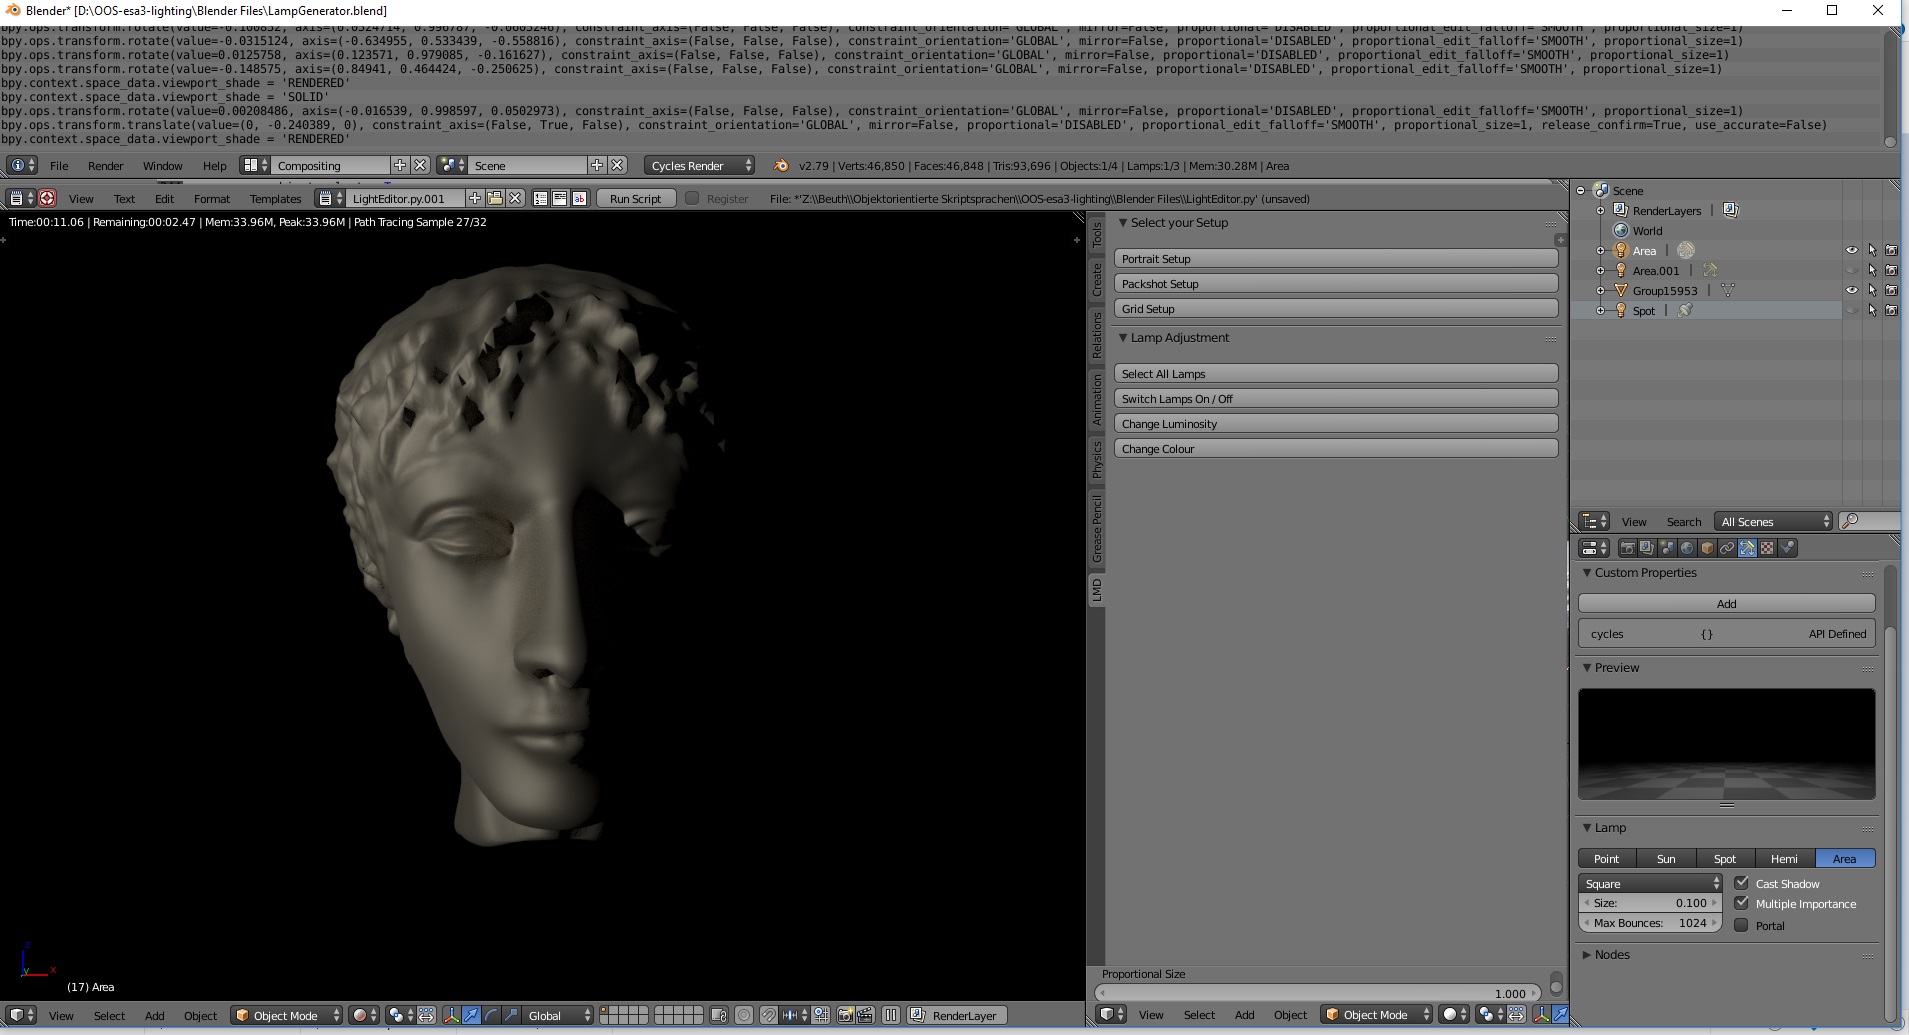 Blender* [D:\OOS-esa3-lighting\Blender Files\LampGenerator.blend]
bpy.ops.transform.rotate(value=-0.0315124, axis=(-0.634955, 0.533439, -0.558816), constraint_axis=(False, False, False), constraint_orientation='GLOBAL', mirror=False, proportional='DISABLED', proportional_edit_falloff='SMOOTH', proportional_size=1)
bpy.ops.transform.rotate(value=0.0125758, axis=(0.123571, 0.979085, -0.161627), constraint_axis=(False, False, False), constraint_orientation='GLOBAL', mirror=False, proportional='DISABLED', proportional_edit_falloff='SMOOTH', proportional_size=1)
bpy.ops.transform.rotate(value=-0.148575, axis=(0.84941, 0.464424, -0.250625), constraint_axis=(False, False, False), constraint_orientation='GLOBAL', mirror=False, proportional='DISABLED', proportional_edit_falloff='SMOOTH', proportional_size=1)
bpy.context.space_data.viewport_shade = 'RENDERED'
bpy.context.space_data.viewport_shade = 'SOLID'
bpy.ops.transform.rotate(value=0.00208486, axis=(-0.016539, 0.998597, 0.0502973), constraint_axis=(False, False, False), constraint_orientation='GLOBAL', mirror=False, proportional='DISABLED', proportional_edit_falloff='SMOOTH', proportional_size=1)
bpy.ops.transform.translate(value=(0, -0.240389, 0), constraint_axis=(False, True, False), constraint_orientation='GLOBAL', mirror=False, proportional='DISABLED', proportional_edit_falloff='SMOOTH', proportional_size=1, release_confirm=True, use_accurate=False)
bpy.context.space_data.viewport_shade = 'RENDERED'
File Render Window Help Compositing Scene Cycles Render v2.79 | Verts:46,850 | Faces:46,848 | Tris:93,696 | Objects:1/4 | Lamps:1/3 | Mem:30.28M | Area
View Text Edit Format Templates LightEditor.py.001 Run Script Register File: *'Z:\\Beuth\\Objektorientierte Skriptsprachen\\OOS-esa3-lighting\\Blender Files\\LightEditor.py' (unsaved)
Time:00:11.06 | Remaining:00:02.47 | Mem:33.96M, Peak:33.96M | Path Tracing Sample 27/32
z
x
y
(17) Area
View Select Add Object Object Mode Global RenderLayer
Tools
Create
Relations
Animation
Physics
Grease Pencil
LMD
Select your Setup
Portrait Setup
Packshot Setup
Grid Setup
Lamp Adjustment
Select All Lamps
Switch Lamps On / Off
Change Luminosity
Change Colour
Proportional Size
1.000
View Select Add Object Object Mode
Scene
RenderLayers |
World
Area |
Area.001 |
Group15953 |
Spot |
View Search All Scenes
Custom Properties
Add
cycles {} API Defined
Preview
Lamp
Point Sun Spot Hemi Area
Square Cast Shadow
Size: 0.100 Multiple Importance
Max Bounces: 1024 Portal
Nodes